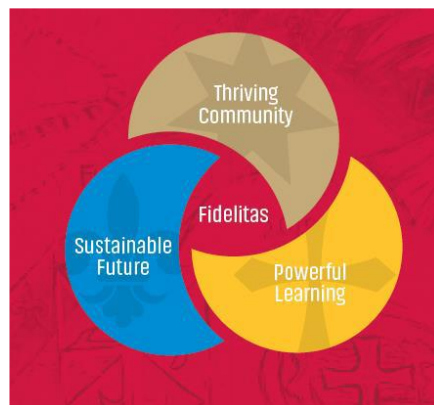 Thriving
Community
Fidelitas
Sustainable
Future
Powerful
Learning